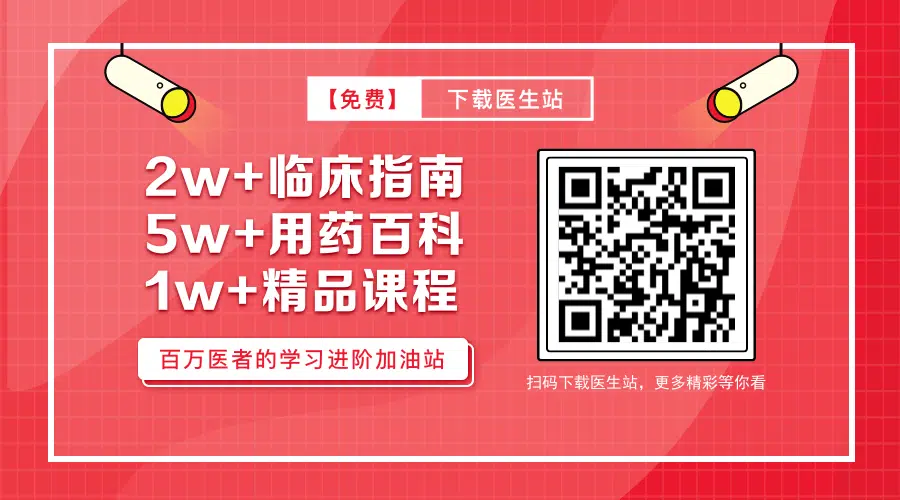 【免费】 下载医生站
2w+临床指南
5w+用药百科
1w+精品课程
百万医者的学习进阶加油站
扫码下载医生站，更多精彩等你看